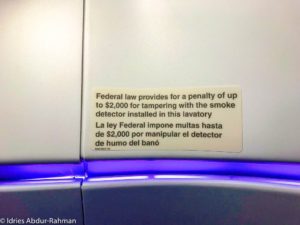 Federal law provides for a penalty of up
to $2,000 for tampering with the smoke
detector installed in this lavatory
La ley Federal impone multas hasta
de $2,000 por manipular el detector
de humo del banó
© Idries Abdur-Rahman